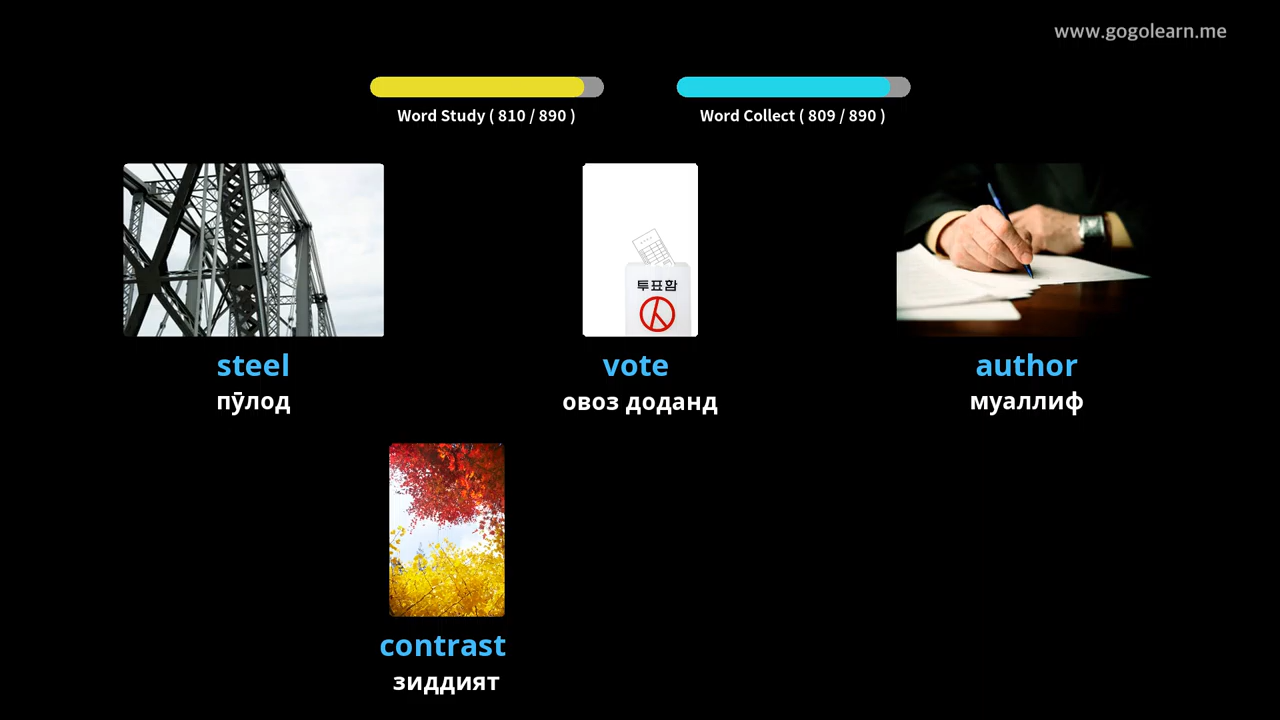 www.gogolearn.me
Word Study ( 810 / 890 )
Word Collect ( 809 / 890 )
투표함
steel
пӯлод
vote
овоз доданд
author
муаллиф
contrast
зиддият